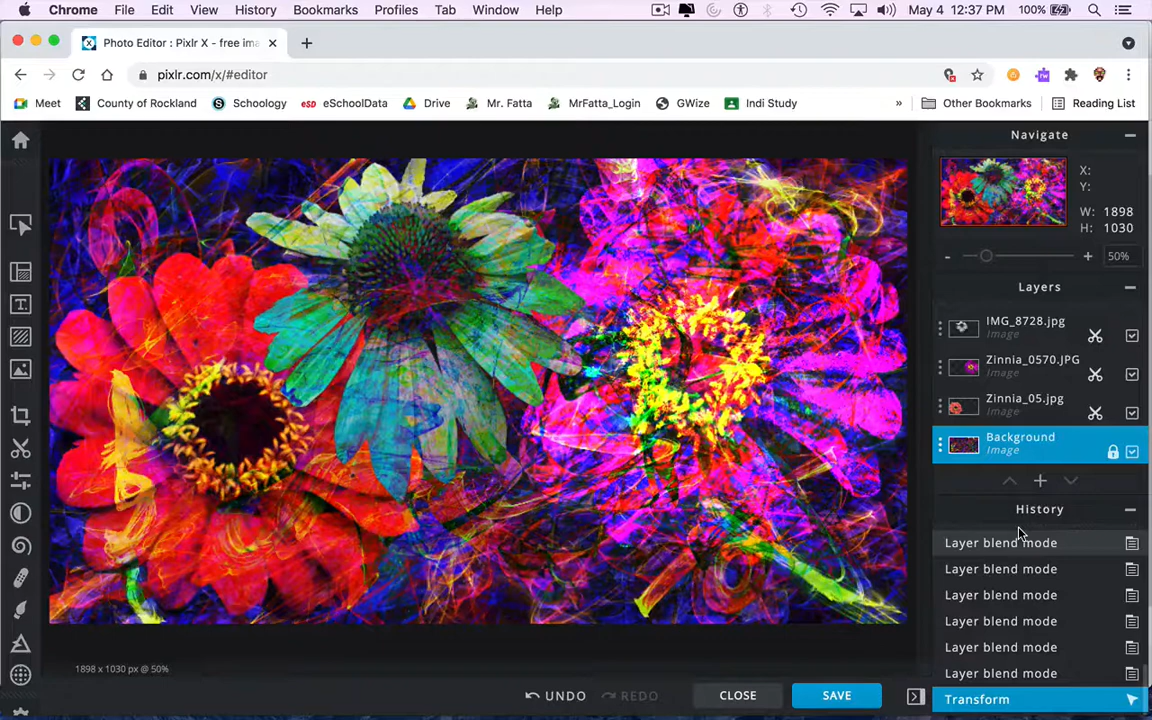 Chrome File Edit View History Bookmarks Profiles Tab Window Help May 4 12:37 PM 100%
Photo Editor : Pixlr X - free ima
pixlr.com/x/#editor
Meet County of Rockland Schoology esd eSchoolData Drive Mr. Fatta MrFatta_Login GWize Indi Study » Other Bookmarks Reading List
Navigate
X:
Y:
W: 1898
H: 1030
- + 50%
Layers
IMG_8728.jpg
Image
Zinnia_0570.JPG
Image
Zinnia_05.jpg
Image
Background
Image
History
Layer blend mode
Layer blend mode
Layer blend mode
Layer blend mode
Layer blend mode
Layer blend mode
Transform
1898 x 1030 px @ 50%
UNDO REDO CLOSE SAVE